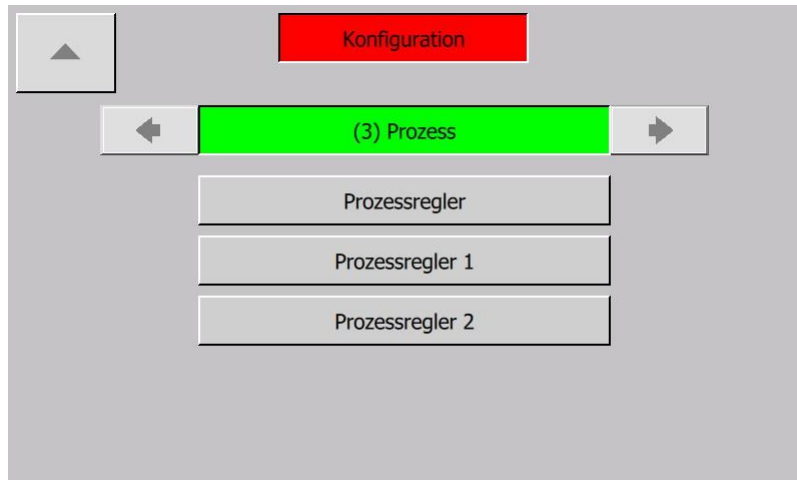 Konfiguration
(3) Prozess
Prozessregler
Prozessregler 1
Prozessregler 2